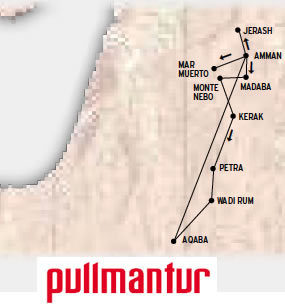 JERASH
AMMAN
MAR
MUERTO
MONTE
NEBO
MADABA
KERAK
PETRA
WADI RUM
AQABA
pullmantur